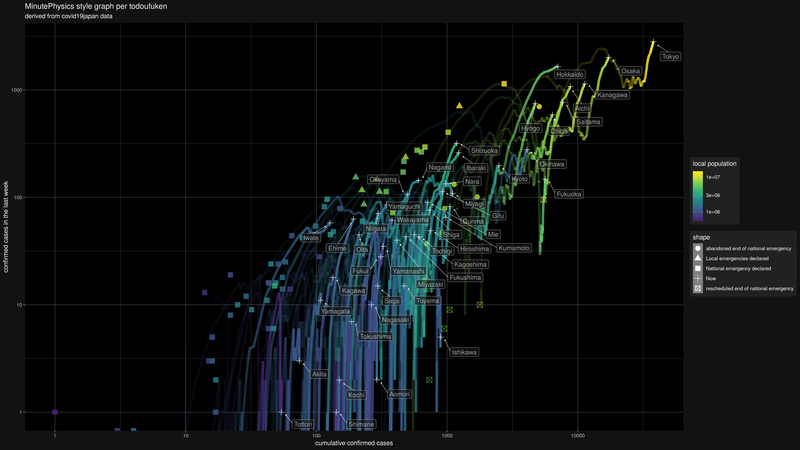 MinutePhysics style graph per todoufuken
derived from covid19japan data
Tokyo
Osaka
Hokkaido
Kanagawa
Aichi
Saitama
Hyogo
Chiba
Shizuoka
Okinawa
Ibaraki
Nagano
Kyoto
Okayama
Nara
Fukuoka
Miyagi
Yamaguchi
Gifu
Wakayama
Gunma
Niigata
Shiga
Mie
Iwate
Ehime
Oita
Tochigi
Hiroshima
Kumamoto
Kagoshima
Fukui
Yamanashi
Fukushima
Miyazaki
Kagawa
Saga
Toyama
Yamagata
Nagasaki
Tokushima
Ishikawa
Akita
Kochi
Aomori
Tottori
Shimane
1000
100
10
1
confirmed cases in the last week
1
10
100
1000
10000
cumulative confirmed cases
local population
1e+07
1e+06
shape
abandoned end of national emergency
Local emergencies declared
National emergency declared
Now
rescheduled end of national emergency